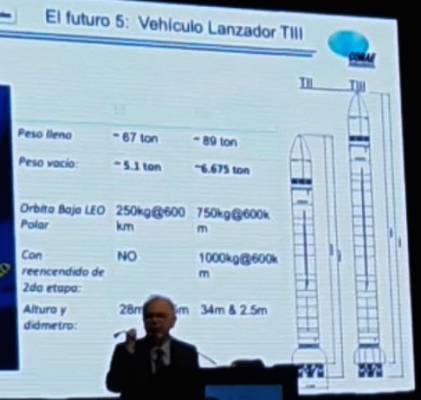 El futuro 5: Vehículo Lanzador TIII
CONAE
TII TIII
Peso lleno ~ 67 ton ~ 89 ton
Peso vacío: ~ 5.1 ton ~6.675 ton
Orbita Baja LEO 250kg@600 750kg@600k
Polar km m
Con NO 1000kg@600k
reencendido de m
2da etapa:
Altura y 28m m 34m & 2.5m
diámetro: